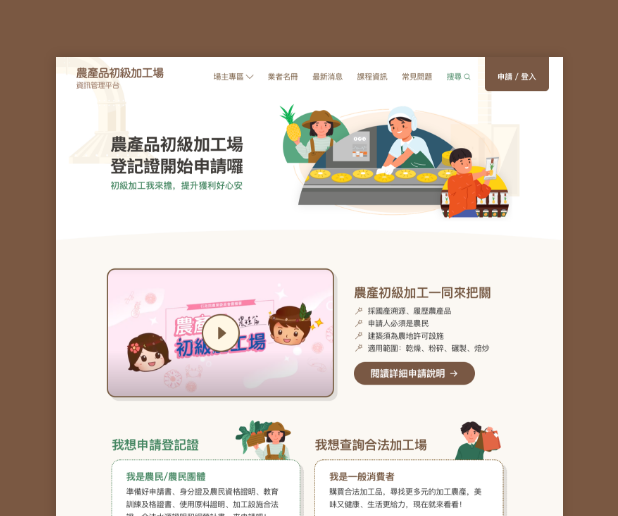 農產品初級加工場
資訊管理平台
場主專區 業者名冊 最新消息 課程資訊 常見問題 搜尋 申請 / 登入
農產品初級加工場
登記證開始申請囉
初級加工我來擔，提升獲利好心安
農產初級加工一同來把關
採國產溯源、履歷農產品
申請人必須是農民
建築須為農地許可設施
適用範圍：乾燥、粉碎、碾製、焙炒
閱讀詳細申請說明
初級 工場
我想申請登記證
我想查詢合法加工場
我是農民/農民團體
準備好申請書、身分證及農民資格證明、教育
訓練及格證書、使用原料證明、加工設施合法
我是一般消費者
購買合法加工品，尋找更多元的加工農產，美
味又健康、生活更給力，現在就來看看！